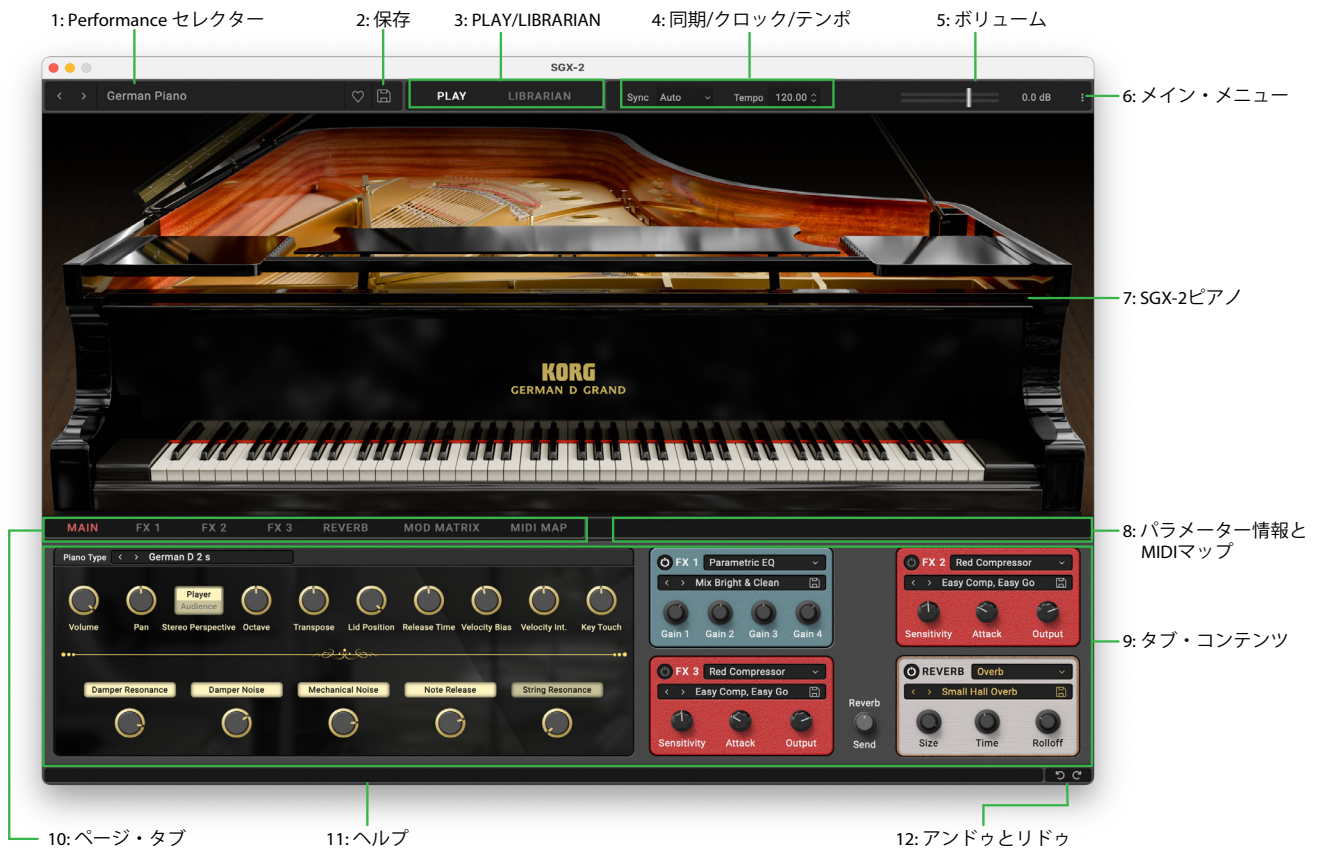 1: Performance セレクター
2: 保存
3: PLAY/LIBRARIAN
4: 同期/クロック/テンポ
5: ボリューム
SGX-2
German Piano
PLAY
LIBRARIAN
Sync Auto
Tempo 120.00
0.0 dB
6: メイン・メニュー
7: SGX-2ピアノ
KORG
GERMAN D GRAND
MAIN
FX 1
FX 2
FX 3
REVERB
MOD MATRIX
MIDI MAP
8: パラメーター情報と
MIDIマップ
Piano Type German D 2 s
Player
Audience
Volume
Pan
Stereo Perspective
Octave
Transpose
Lid Position
Release Time
Velocity Bias
Velocity Int.
Key Touch
Damper Resonance
Damper Noise
Mechanical Noise
Note Release
String Resonance
FX 1 Parametric EQ
Mix Bright & Clean
Gain 1
Gain 2
Gain 3
Gain 4
FX 2 Red Compressor
Easy Comp, Easy Go
Sensitivity
Attack
Output
FX 3 Red Compressor
Easy Comp, Easy Go
Sensitivity
Attack
Output
Reverb
Send
REVERB Overb
Small Hall Overb
Size
Time
Rolloff
9: タブ・コンテンツ
10: ページ・タブ
11: ヘルプ
12: アンドゥとリドゥ